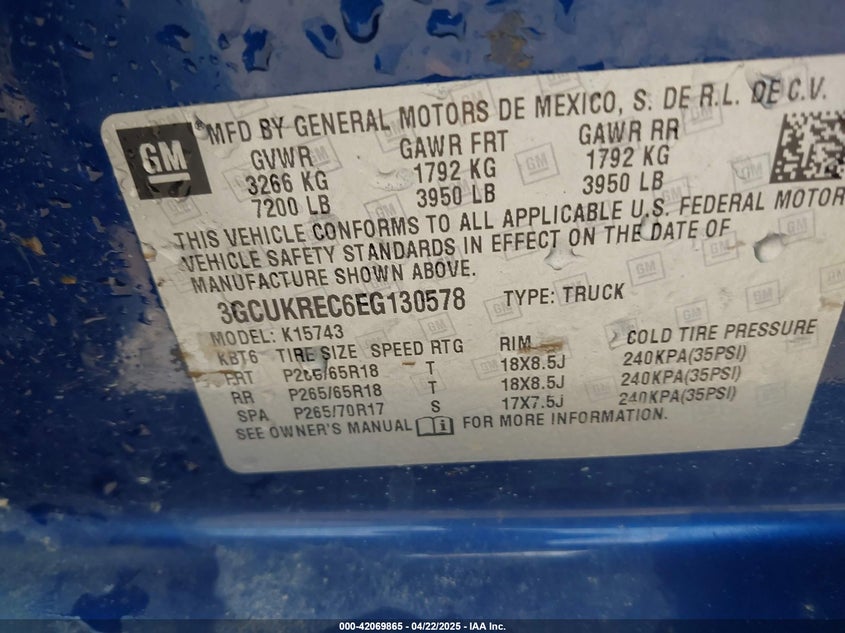 GM
MFD BY GENERAL MOTORS DE MEXICO, S. DE R.L. DE C.V.
GVWR GAWR FRT GAWR RR
3266 KG 1792 KG 1792 KG
7200 LB 3950 LB 3950 LB
THIS VEHICLE CONFORMS TO ALL APPLICABLE U.S. FEDERAL MOTOR
VEHICLE SAFETY STANDARDS IN EFFECT ON THE DATE OF
MANUFACTURE SHOWN ABOVE.
3GCUKREC6EG130578 TYPE: TRUCK
MODEL: K15743
KBT6 TIRE SIZE SPEED RTG RIM COLD TIRE PRESSURE
FRT P265/65R18 T 18X8.5J 240KPA(35PSI)
RR P265/65R18 T 18X8.5J 240KPA(35PSI)
SPA P265/70R17 S 17X7.5J 240KPA(35PSI)
SEE OWNER'S MANUAL FOR MORE INFORMATION.
000-42069865 - 04/22/2025 - IAA Inc.